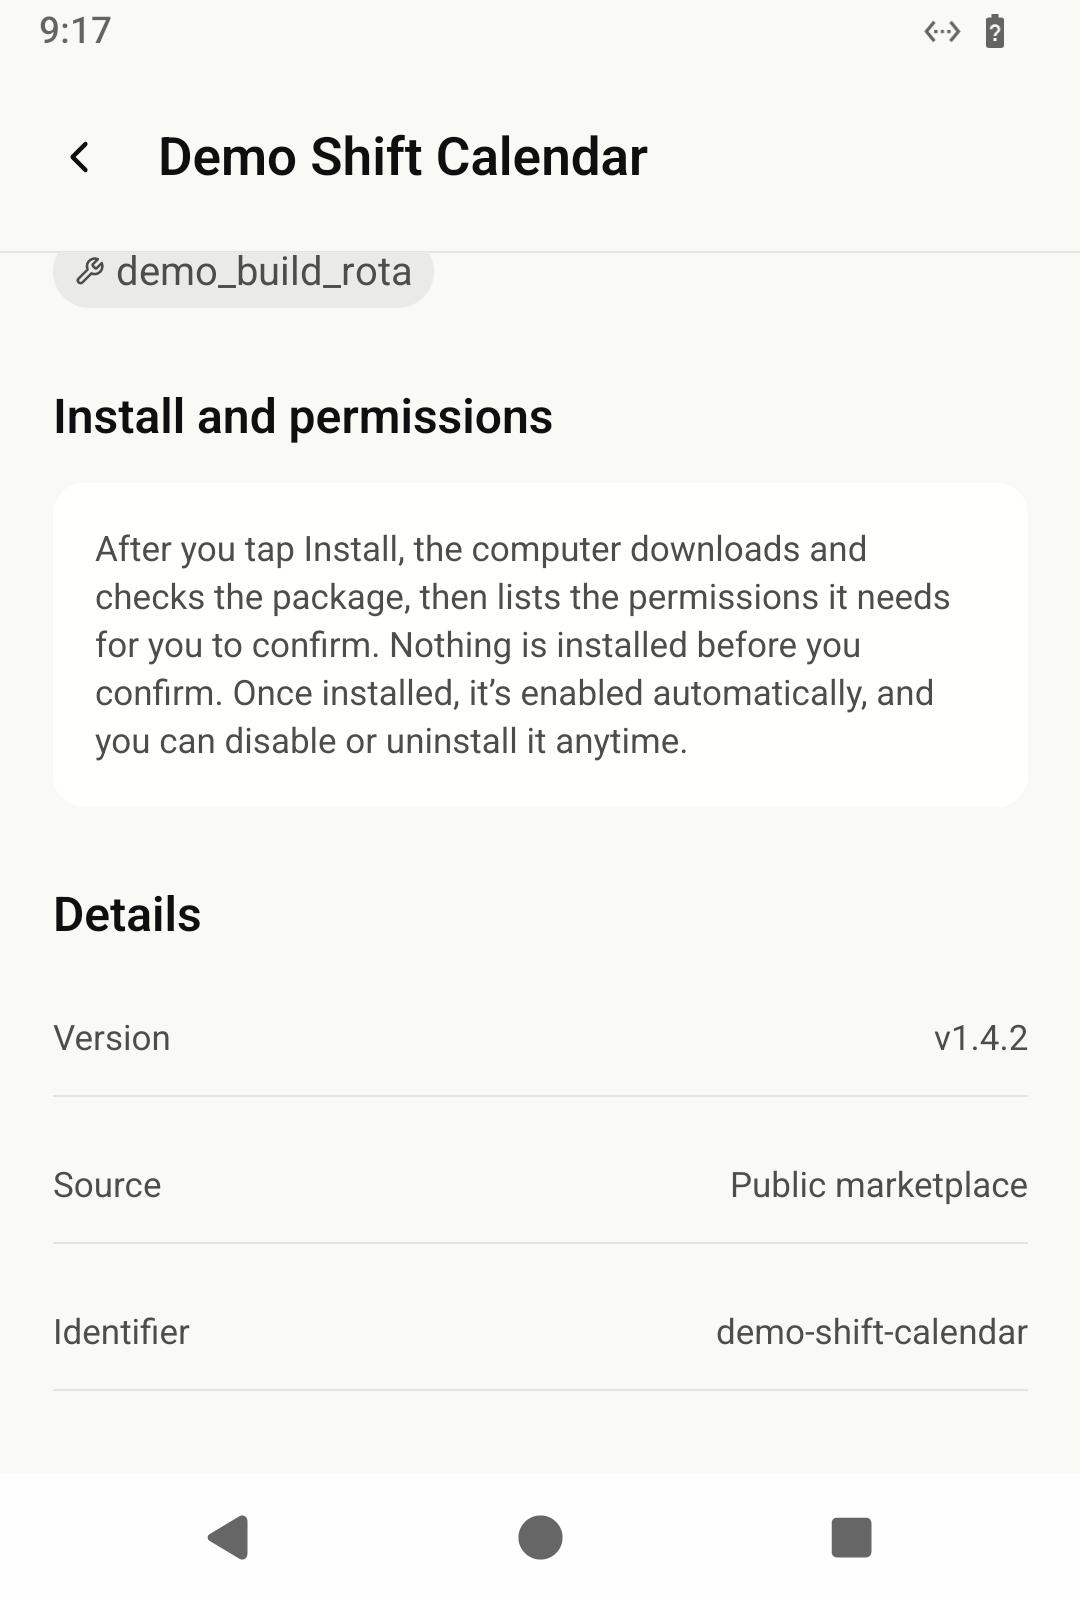 9:17
Demo Shift Calendar
demo_build_rota
Install and permissions
After you tap Install, the computer downloads and
checks the package, then lists the permissions it needs
for you to confirm. Nothing is installed before you
confirm. Once installed, it’s enabled automatically, and
you can disable or uninstall it anytime.
Details
Version v1.4.2
Source Public marketplace
Identifier demo-shift-calendar